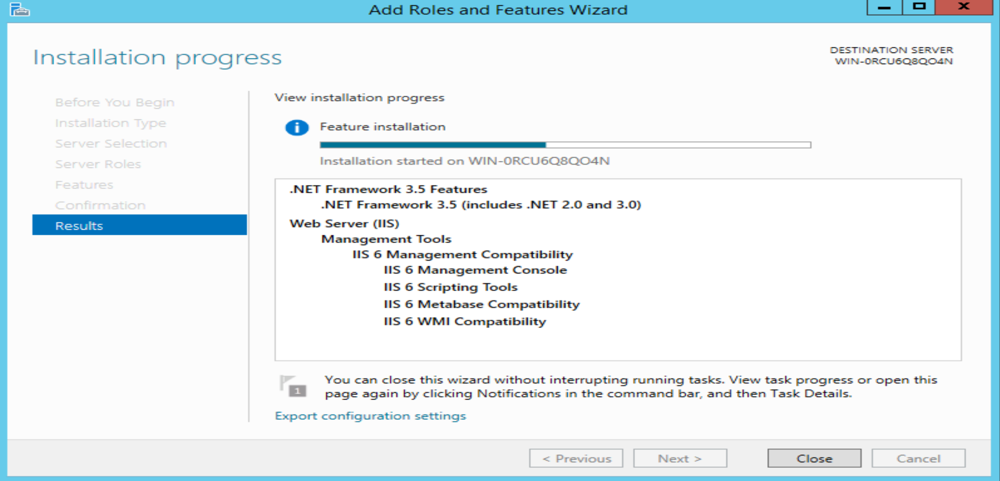 Add Roles and Features Wizard
Installation progress
DESTINATION SERVER
WIN-0RCU6Q8QO4N
Before You Begin
Installation Type
Server Selection
Server Roles
Features
Confirmation
Results
View installation progress
Feature installation
Installation started on WIN-0RCU6Q8QO4N
.NET Framework 3.5 Features
.NET Framework 3.5 (includes .NET 2.0 and 3.0)
Web Server (IIS)
Management Tools
IIS 6 Management Compatibility
IIS 6 Management Console
IIS 6 Scripting Tools
IIS 6 Metabase Compatibility
IIS 6 WMI Compatibility
1
You can close this wizard without interrupting running tasks. View task progress or open this
page again by clicking Notifications in the command bar, and then Task Details.
Export configuration settings
< Previous
Next >
Close
Cancel